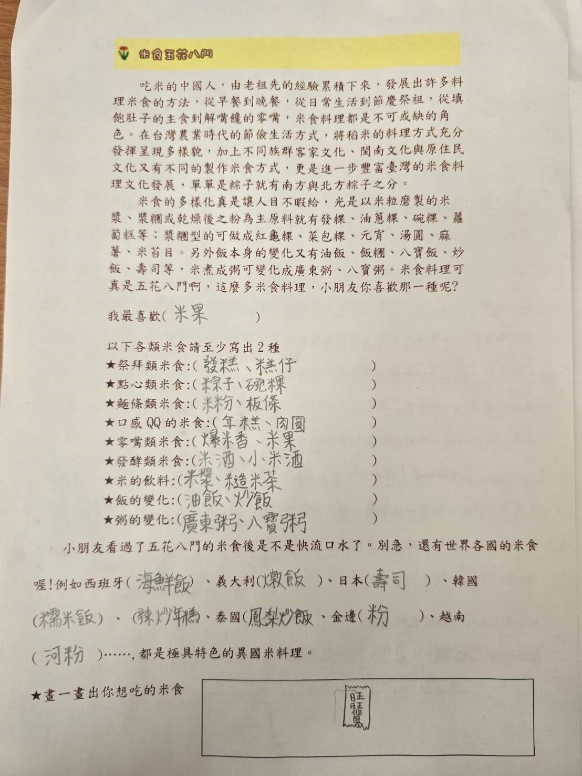 米食五花八門
吃米的中國人，由老祖先的經驗累積下來，發展出許多料
理米食的方法，從早餐到晚餐，從日常生活到節慶祭祖，從填
飽肚子的主食到解嘴饞的零嘴，米食料理都是不可或缺的角
色。在台灣農業時代的節儉生活方式，將稻米的料理方式充分
發揮呈現多樣貌，加上不同族群客家文化、閩南文化與原住民
文化又有不同的製作米食方式，更是進一步豐富臺灣的米食料
理文化發展，單單是粽子就有南方與北方粽子之分。
米食的多樣化真是讓人目不暇給，光是以米粒磨製的米
漿、漿糰或乾燥後之粉為主原料就有發粿、油蔥粿、碗粿、蘿
蔔糕等；漿糰型的可做成紅龜粿、菜包粿、元宵、湯圓、麻
薯、米苔目。另外飯本身的變化又有油飯、飯糰、八寶飯、炒
飯、壽司等，米煮成粥可變化成廣東粥、八寶粥。米食料理可
真是五花八門啊，這麼多米食料理，小朋友你喜歡那一種呢?
我最喜歡(米果)
以下各類米食請至少寫出2種
★祭拜類米食:(發糕、糕仔)
★點心類米食:(粽子、碗粿)
★麵條類米食:(米粉、板條)
★口感QQ的米食:(年糕、肉圓)
★零嘴類米食:(爆米香、米果)
★發酵類米食:(米酒、小米酒)
★米的飲料:(米漿、糙米茶)
★飯的變化:(油飯、炒飯)
★粥的變化:(廣東粥、八寶粥)
小朋友看過了五花八門的米食後是不是快流口水了。別急，還有世界各國的米食
喔!例如西班牙(海鮮飯)、義大利(燉飯)、日本(壽司)、韓國
(糯米飯)、(辣炒年糕)、泰國(鳳梨炒飯、金邊(粉)、越南
(河粉)……,都是極具特色的異國米料理。
★畫一畫出你想吃的米食
旺旺